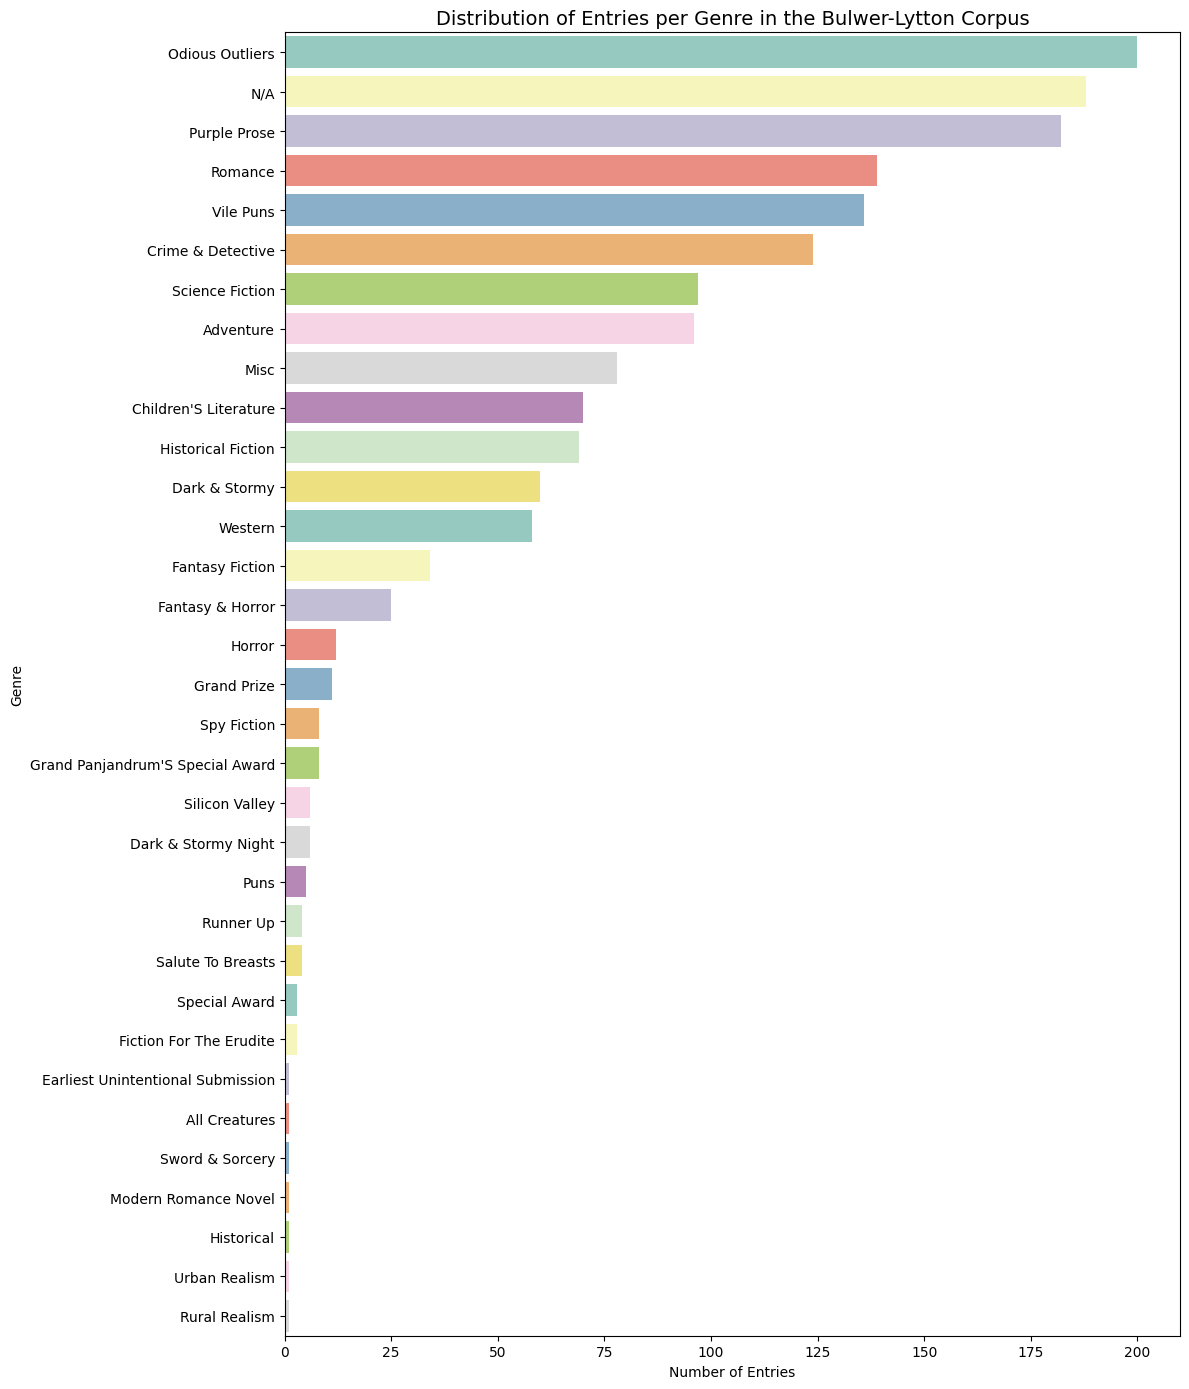 Distribution of Entries per Genre in the Bulwer-Lytton Corpus
Genre
Odious Outliers
N/A
Purple Prose
Romance
Vile Puns
Crime & Detective
Science Fiction
Adventure
Misc
Children'S Literature
Historical Fiction
Dark & Stormy
Western
Fantasy Fiction
Fantasy & Horror
Horror
Grand Prize
Spy Fiction
Grand Panjandrum'S Special Award
Silicon Valley
Dark & Stormy Night
Puns
Runner Up
Salute To Breasts
Special Award
Fiction For The Erudite
Earliest Unintentional Submission
All Creatures
Sword & Sorcery
Modern Romance Novel
Historical
Urban Realism
Rural Realism
0 25 50 75 100 125 150 175 200
Number of Entries